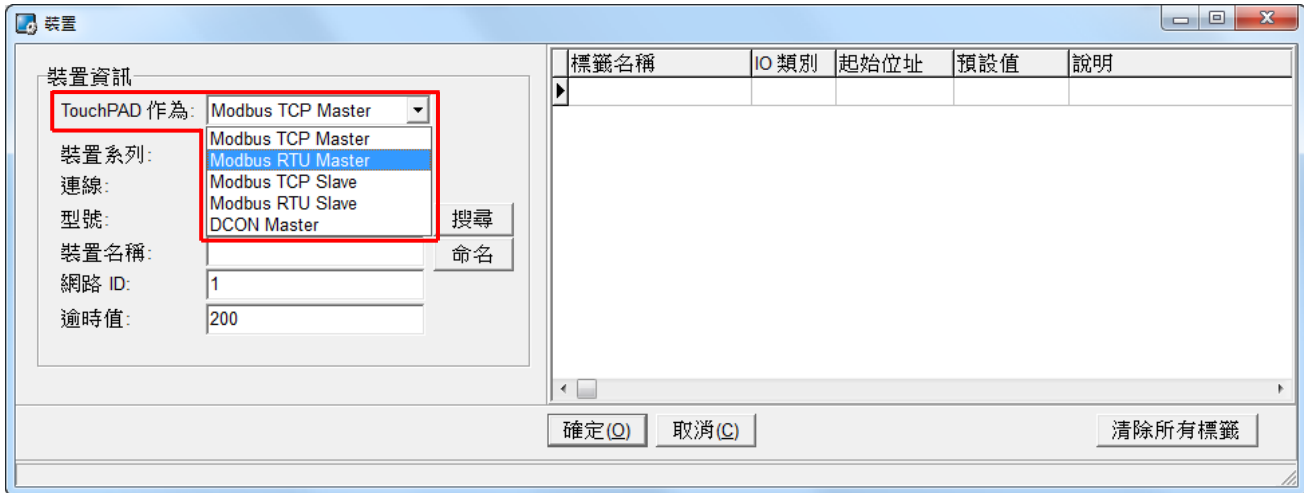 裝置
裝置資訊
TouchPAD 作為: Modbus TCP Master
Modbus TCP Master
Modbus RTU Master
Modbus TCP Slave
Modbus RTU Slave
DCON Master
裝置系列:
連線:
型號: 搜尋
裝置名稱: 命名
網路 ID: 1
逾時值: 200
標籤名稱 IO 類別 起始位址 預設值 說明
確定(O) 取消(C) 清除所有標籤